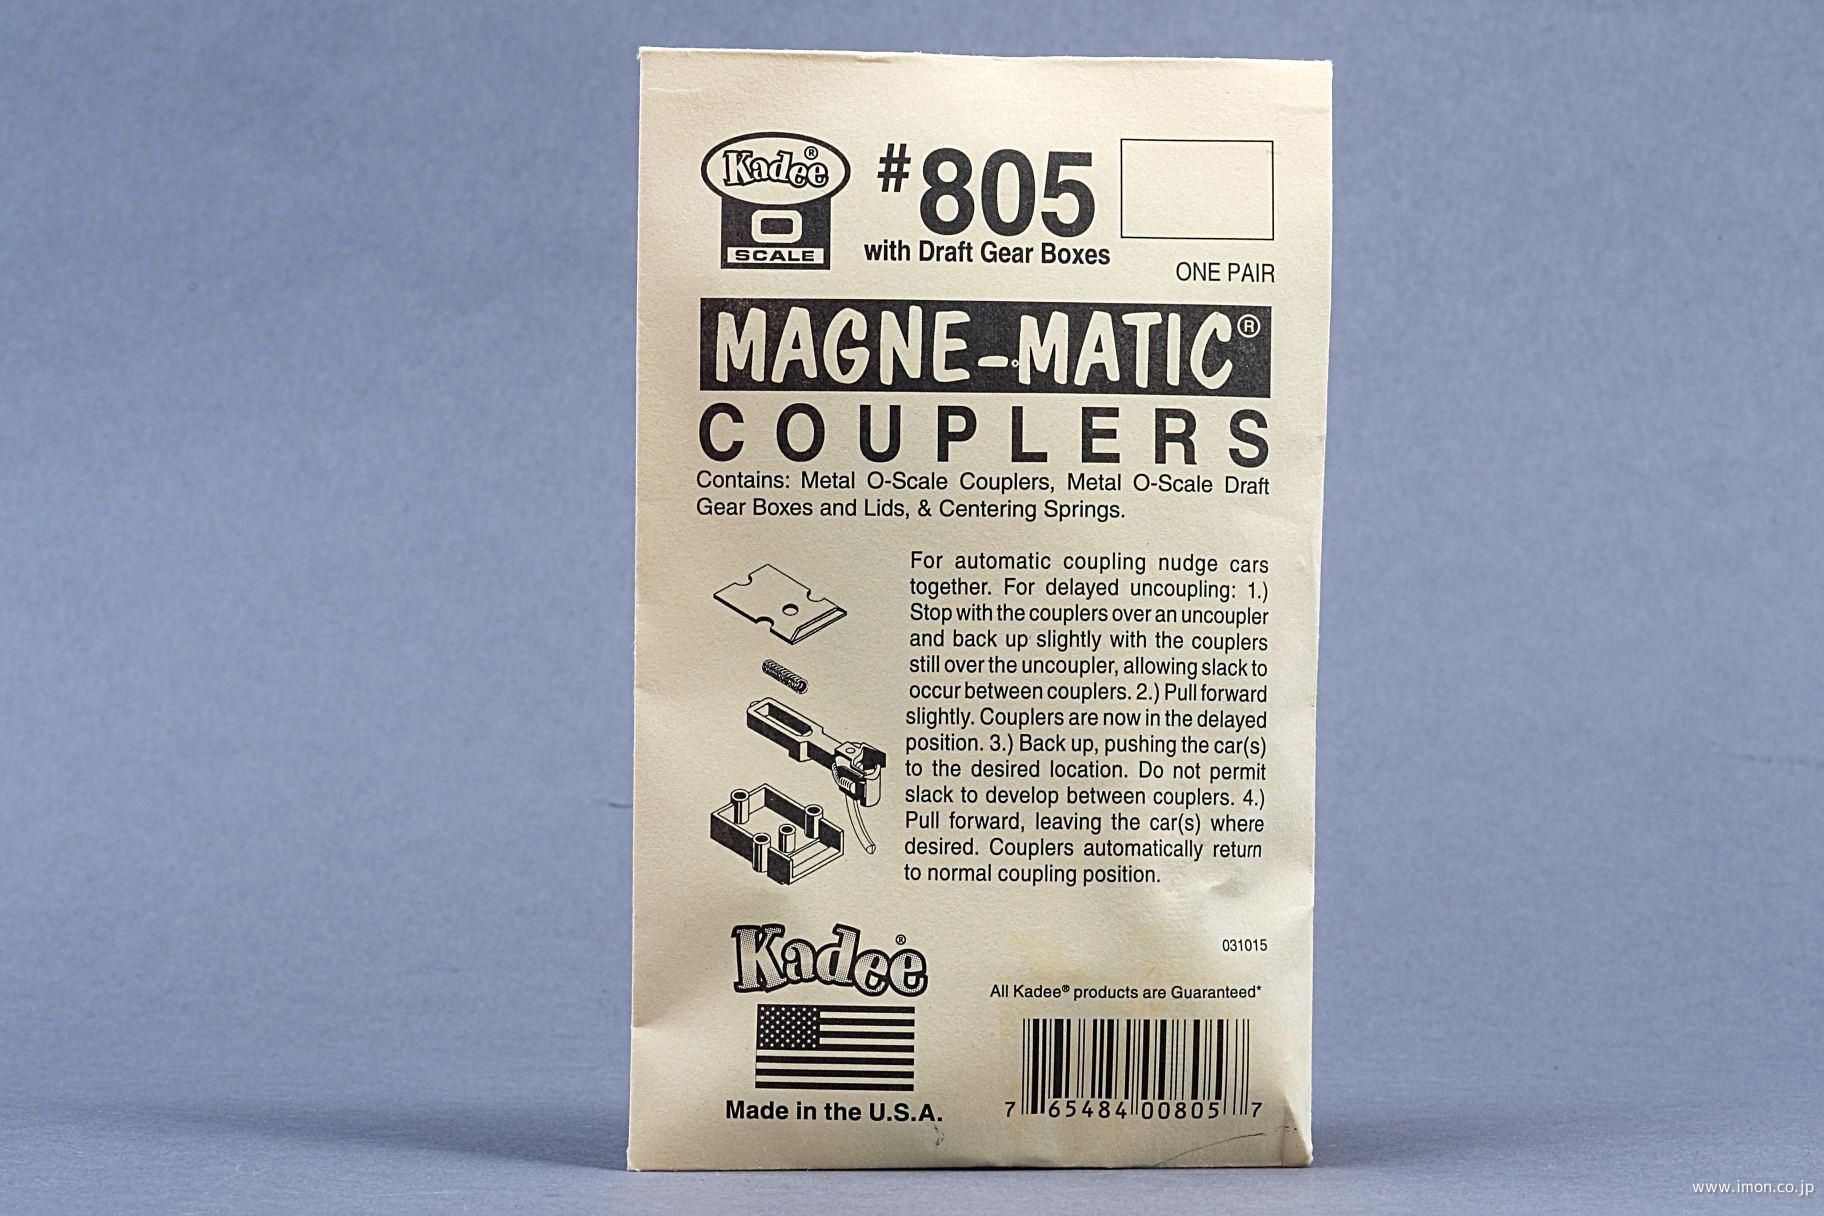 Kadee®
O
SCALE
#805
with Draft Gear Boxes
ONE PAIR
MAGNE-MATIC®
COUPLERS
Contains: Metal O-Scale Couplers, Metal O-Scale Draft
Gear Boxes and Lids, & Centering Springs.
For automatic coupling nudge cars
together. For delayed uncoupling: 1.)
Stop with the couplers over an uncoupler
and back up slightly with the couplers
still over the uncoupler, allowing slack to
occur between couplers. 2.) Pull forward
slightly. Couplers are now in the delayed
position. 3.) Back up, pushing the car(s)
to the desired location. Do not permit
slack to develop between couplers. 4.)
Pull forward, leaving the car(s) where
desired. Couplers automatically return
to normal coupling position.
Kadee®
Made in the U.S.A.
031015
All Kadee® products are Guaranteed*
7 65484 00805 7
www.imon.co.jp